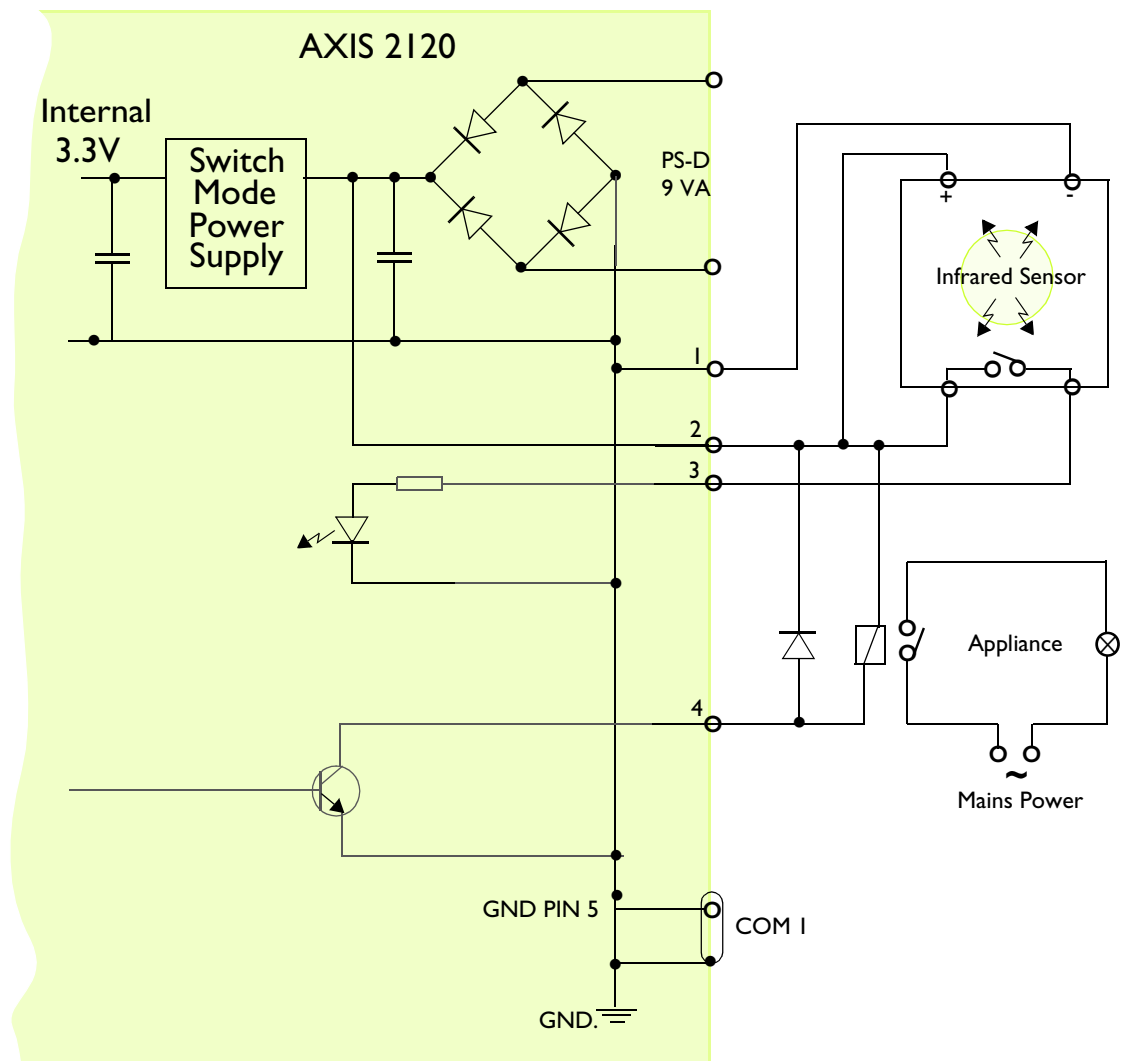 AXIS 2120
Internal
3.3V
Switch
Mode
Power
Supply
PS-D
9 VA
+
-
Infrared Sensor
1
2
3
Appliance
4
~
Mains Power
GND PIN 5
COM 1
GND.